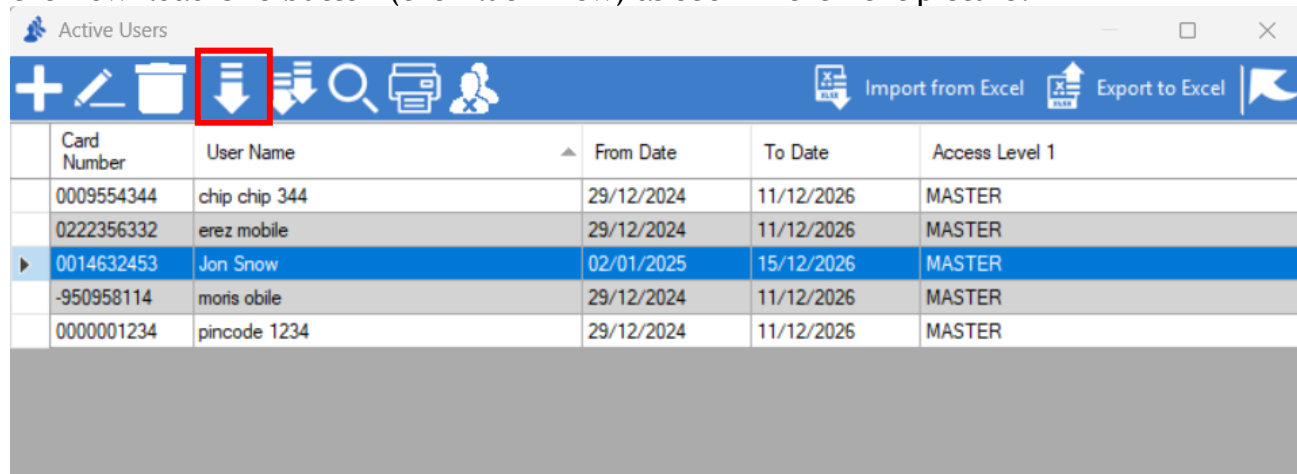 Active Users
Import from Excel Export to Excel
Card Number User Name From Date To Date Access Level 1
0009554344 chip chip 344 29/12/2024 11/12/2026 MASTER
0222356332 erez mobile 29/12/2024 11/12/2026 MASTER
0014632453 Jon Snow 02/01/2025 15/12/2026 MASTER
-950958114 moris obile 29/12/2024 11/12/2026 MASTER
0000001234 pincode 1234 29/12/2024 11/12/2026 MASTER